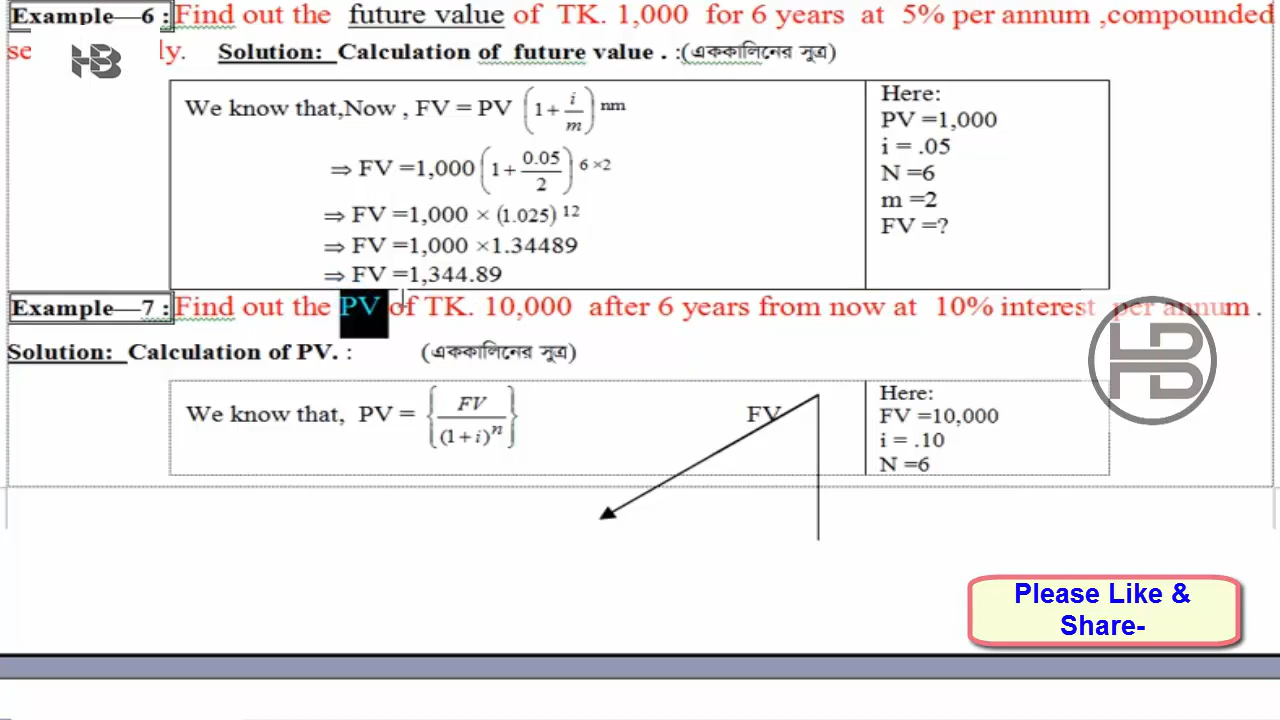 Example—6 : Find out the future value of TK. 1,000 for 6 years at 5% per annum ,compounded
se ly. Solution: Calculation of future value . :(এককালিনের সুত্র)
We know that,Now , FV = PV (1+ i/m) nm
⇒ FV =1,000 (1+ 0.05/2) 6 ×2
⇒ FV =1,000 × (1.025) 12
⇒ FV =1,000 ×1.34489
⇒ FV =1,344.89
Here:
PV =1,000
i = .05
N =6
m =2
FV =?
Example—7 : Find out the PV of TK. 10,000 after 6 years from now at 10% interest per annum .
Solution: Calculation of PV. : (এককালিনের সুত্র)
We know that, PV = {FV/(1+i)^n}
FV
Here:
FV =10,000
i = .10
N =6
Please Like &
Share-